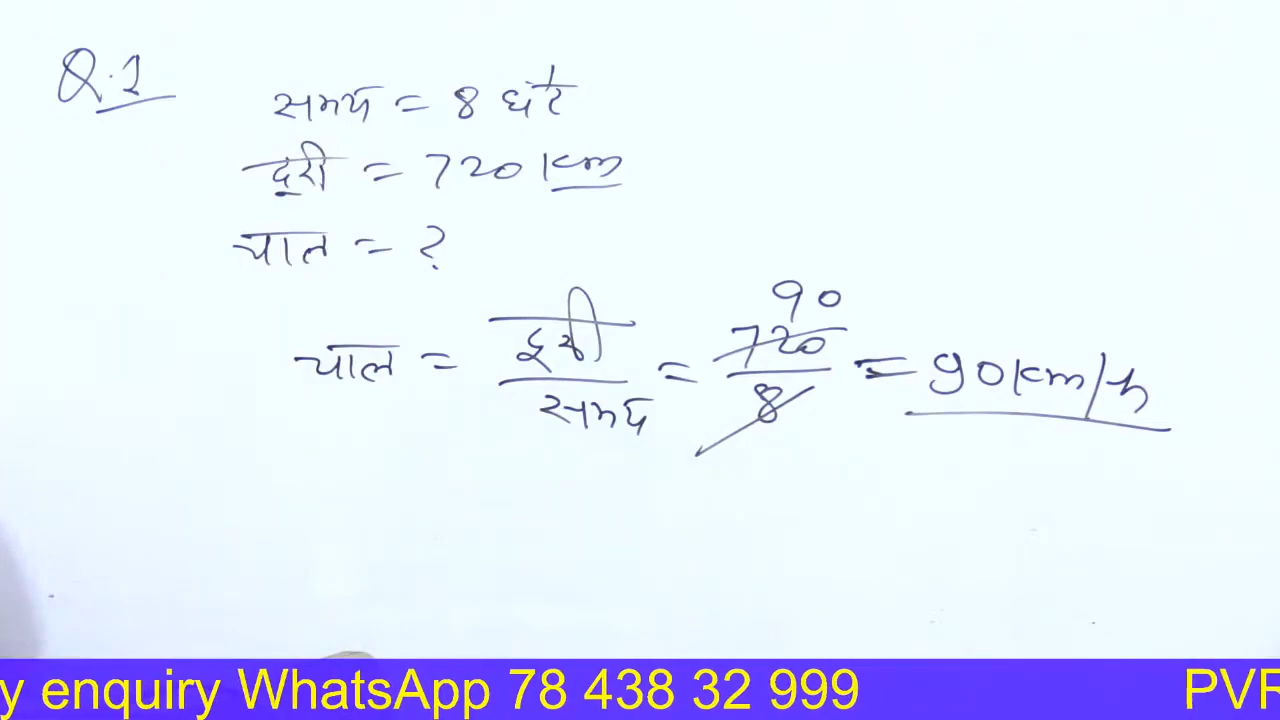 Q.1
समय = 8 घंटे
दूरी = 720 km
चाल = ?
चाल = दूरी / समय = 720 / 8 = 90 km/h
90
y enquiry WhatsApp 78 438 32 999 PVR